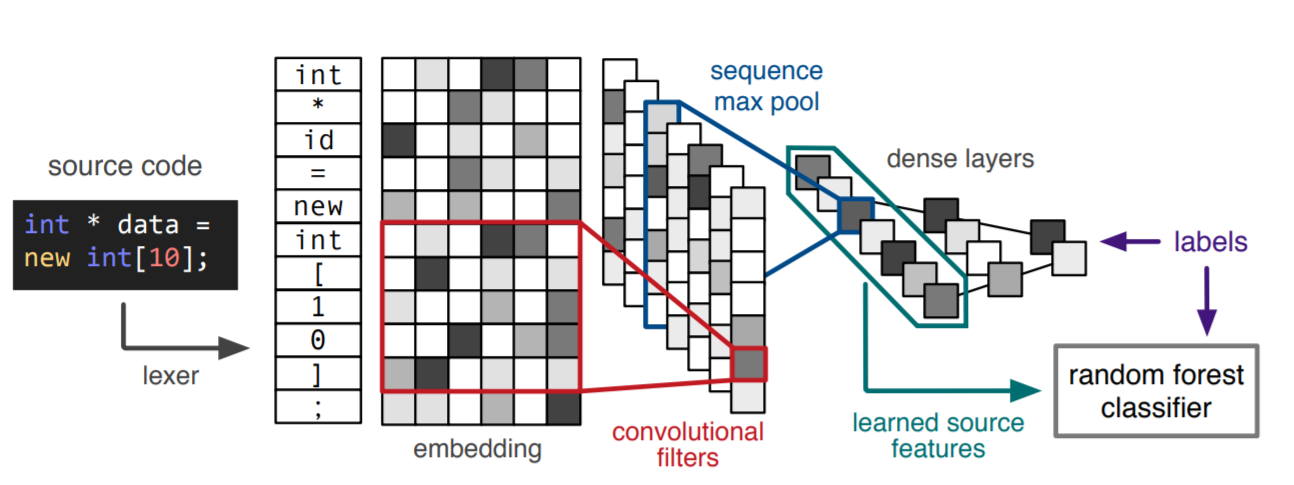 source code
int * data =
new int[10];
lexer
int
*
id
=
new
int
[
1
0
]
;
embedding
convolutional
filters
sequence
max pool
dense layers
learned source
features
labels
random forest
classifier